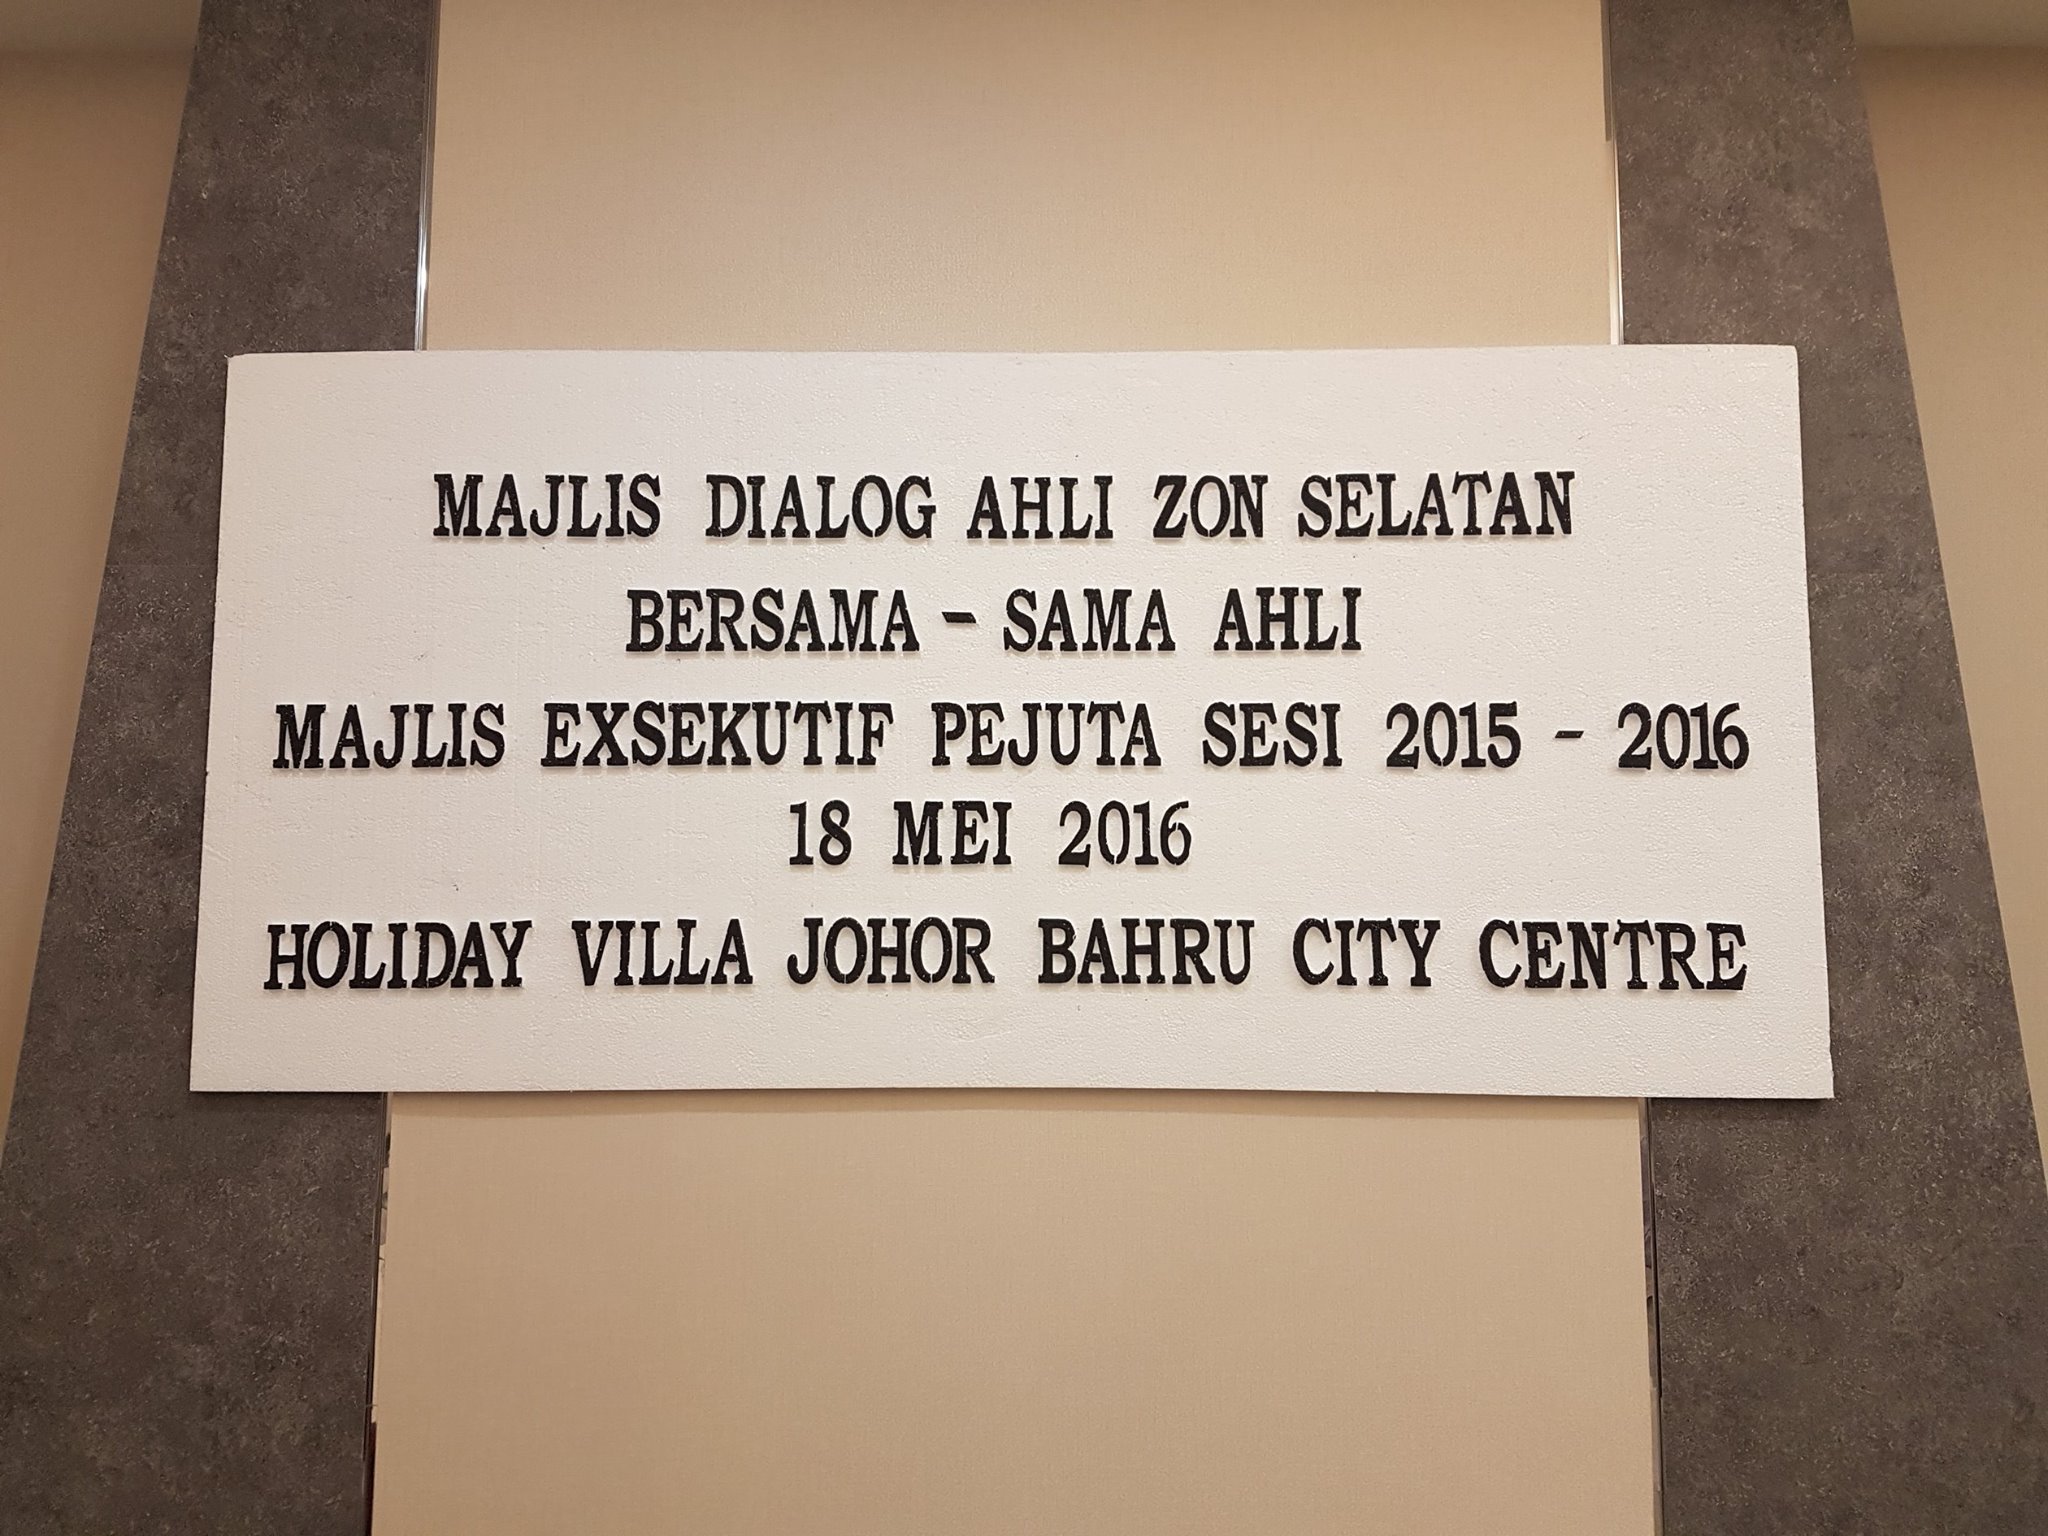 MAJLIS DIALOG AHLI ZON SELATAN
BERSAMA - SAMA AHLI
MAJLIS EXSEKUTIF PEJUTA SESI 2015 - 2016
18 MEI 2016
HOLIDAY VILLA JOHOR BAHRU CITY CENTRE